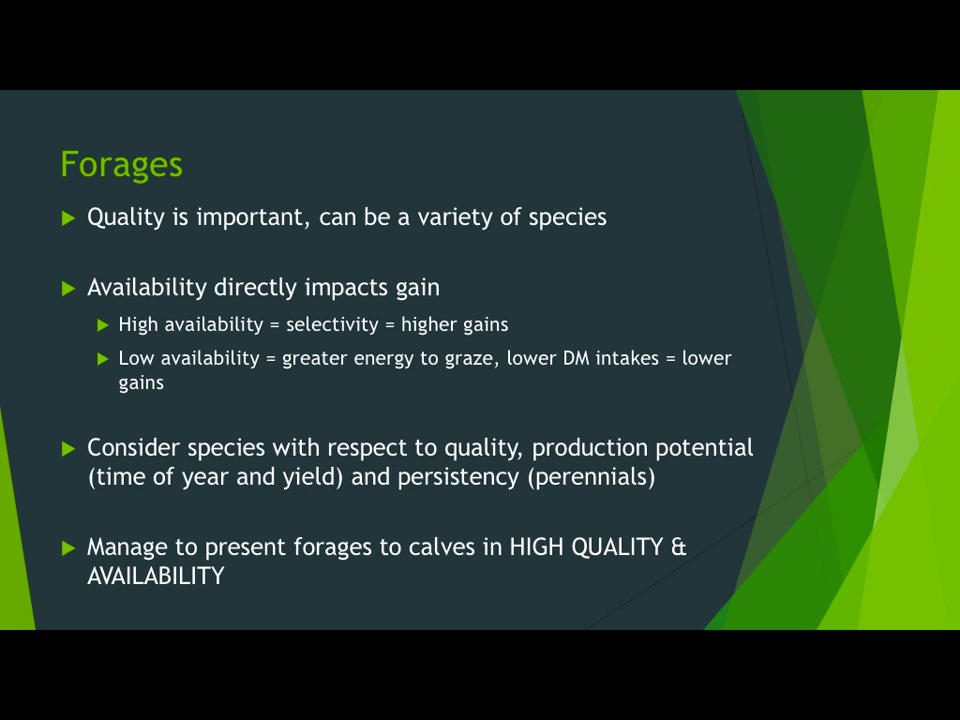 Forages
Quality is important, can be a variety of species
Availability directly impacts gain
High availability = selectivity = higher gains
Low availability = greater energy to graze, lower DM intakes = lower
gains
Consider species with respect to quality, production potential
(time of year and yield) and persistency (perennials)
Manage to present forages to calves in HIGH QUALITY &
AVAILABILITY